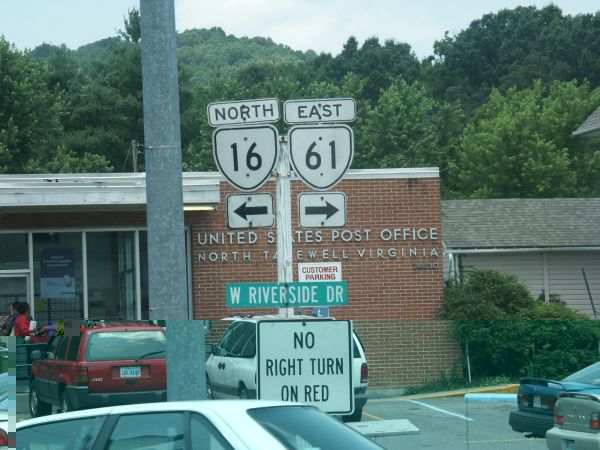 NORTH
EAST
16
61
UNITED STATES POST OFFICE
NORTH TAZEWELL VIRGINIA
CUSTOMER
PARKING
W RIVERSIDE DR
NO
RIGHT TURN
ON RED